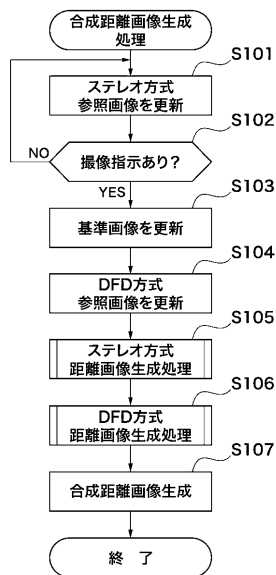 合成距離画像生成
処理
S101
ステレオ方式
参照画像を更新
S102
撮像指示あり?
NO
YES
S103
基準画像を更新
S104
DFD方式
参照画像を更新
S105
ステレオ方式
距離画像生成処理
S106
DFD方式
距離画像生成処理
S107
合成距離画像生成
終 了